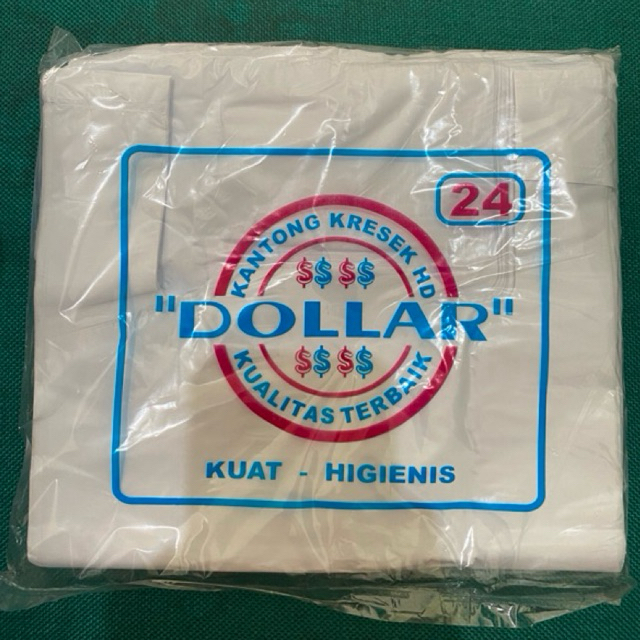 24
KANTONG KRESEK HD
$$ $$
"DOLLAR"
$$ $$
KUALITAS TERBAIK
KUAT - HIGIENIS